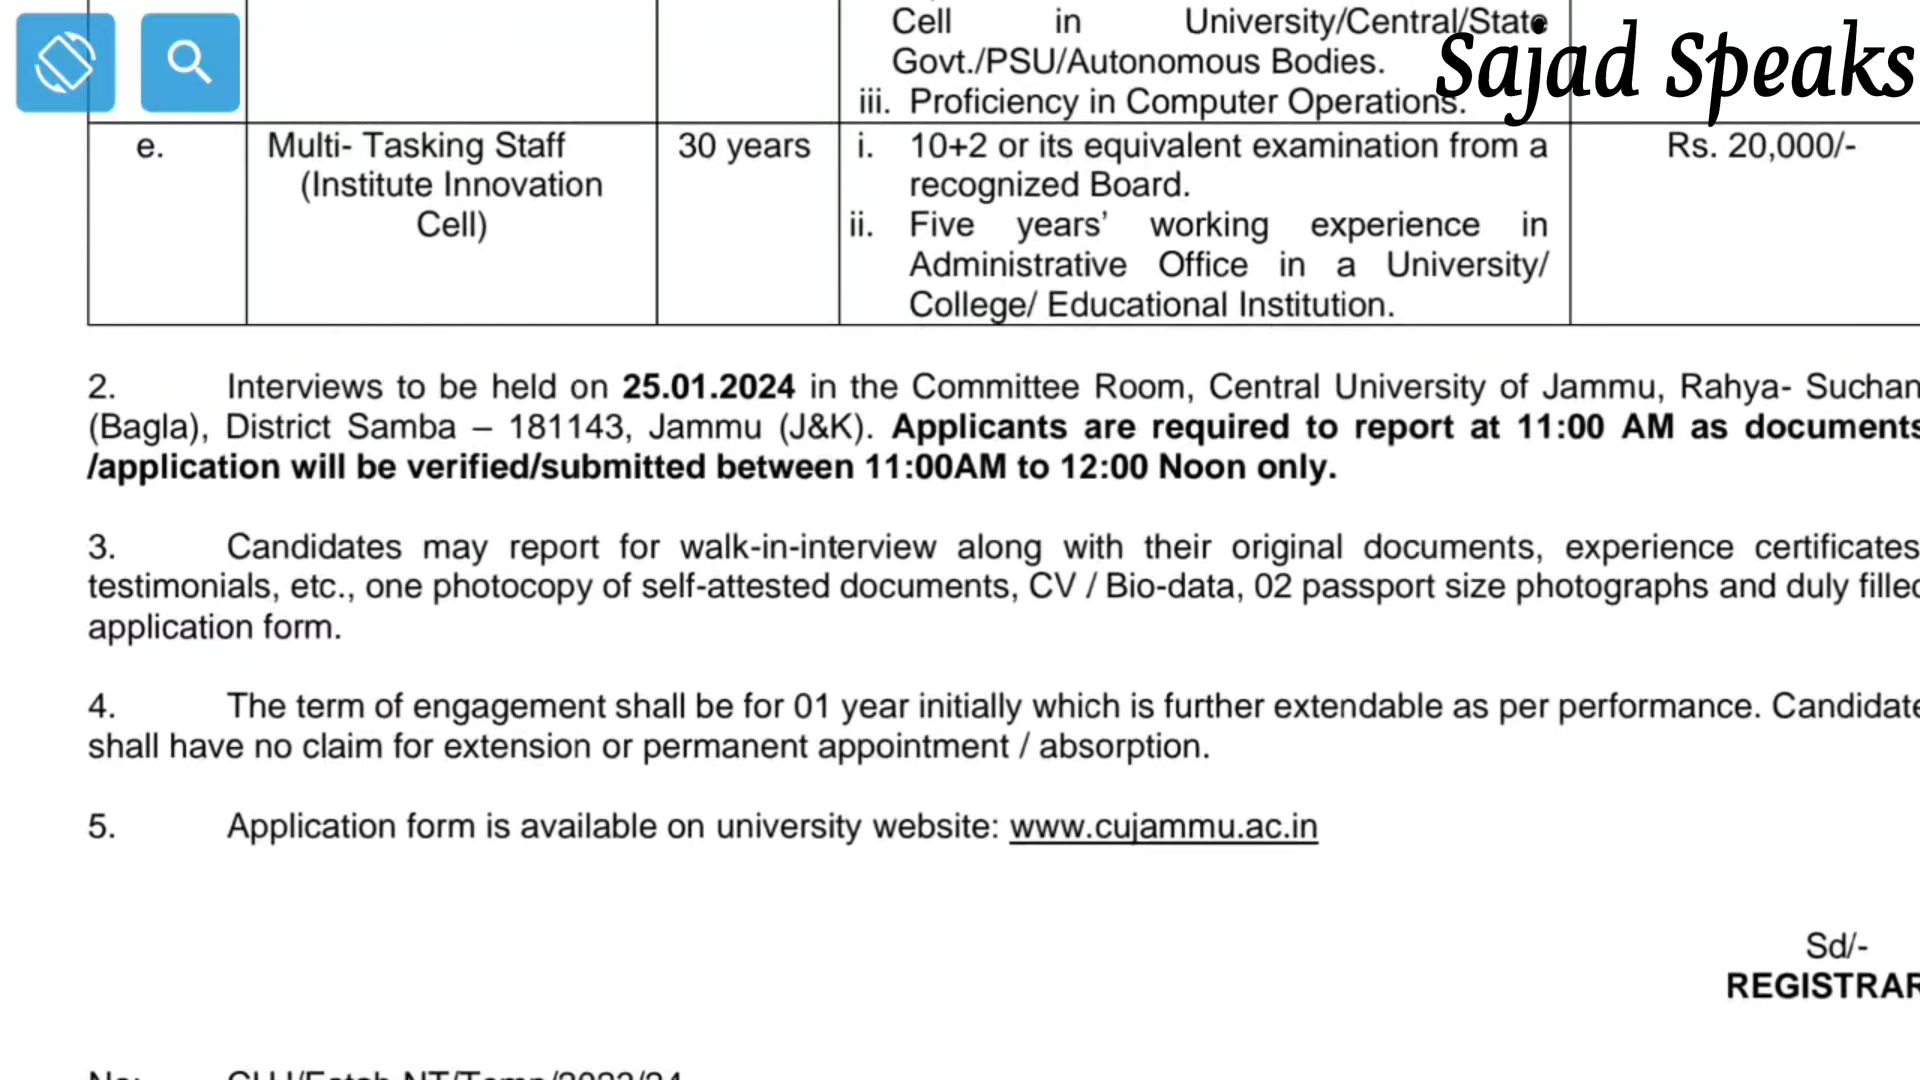 Cell in University/Central/State
Govt./PSU/Autonomous Bodies.
iii. Proficiency in Computer Operations.
Sajad Speaks
e. Multi- Tasking Staff 30 years i. 10+2 or its equivalent examination from a Rs. 20,000/-
(Institute Innovation recognized Board.
Cell) ii. Five years’ working experience in
Administrative Office in a University/
College/ Educational Institution.
2. Interviews to be held on 25.01.2024 in the Committee Room, Central University of Jammu, Rahya- Suchan
(Bagla), District Samba – 181143, Jammu (J&K). Applicants are required to report at 11:00 AM as documents
/application will be verified/submitted between 11:00AM to 12:00 Noon only.
3. Candidates may report for walk-in-interview along with their original documents, experience certificates
testimonials, etc., one photocopy of self-attested documents, CV / Bio-data, 02 passport size photographs and duly filled
application form.
4. The term of engagement shall be for 01 year initially which is further extendable as per performance. Candidate
shall have no claim for extension or permanent appointment / absorption.
5. Application form is available on university website: www.cujammu.ac.in
Sd/-
REGISTRAR